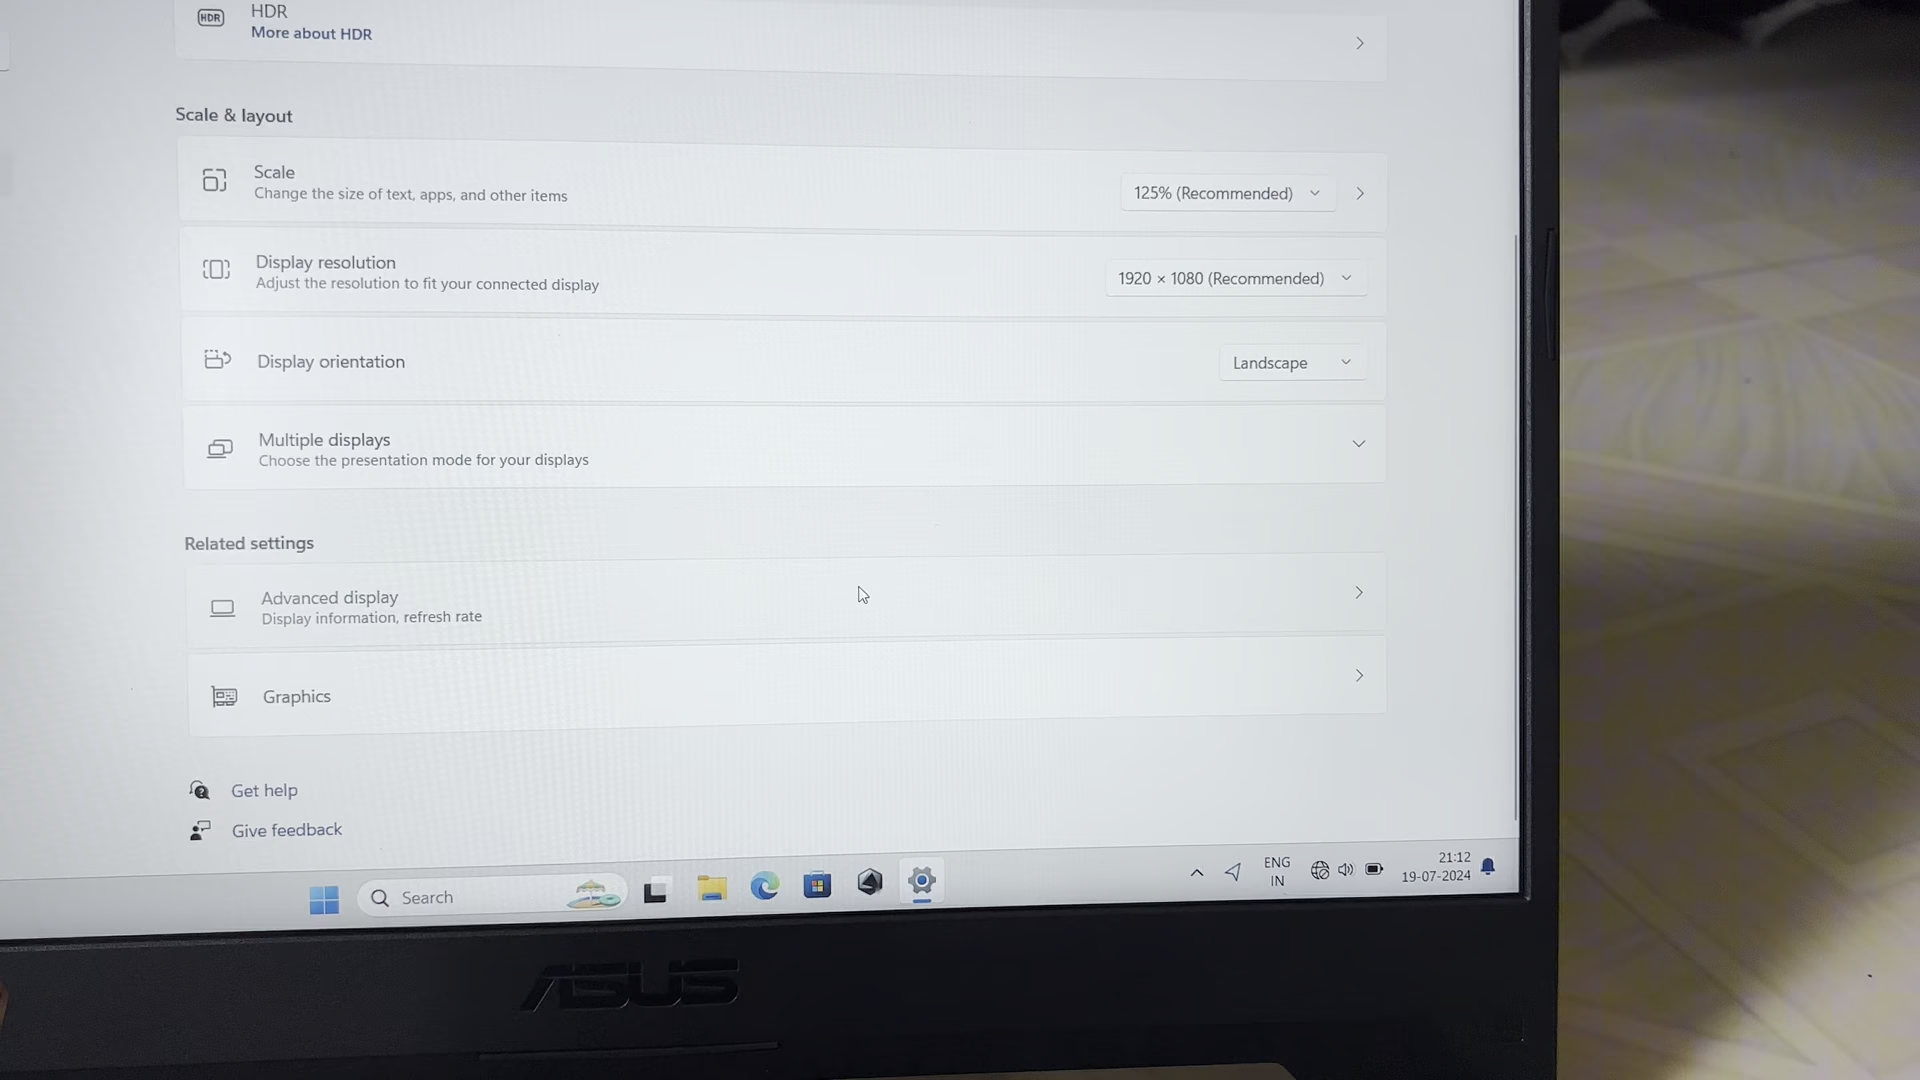 HDR
HDR
More about HDR
Scale & layout
Scale
Change the size of text, apps, and other items
125% (Recommended)
Display resolution
Adjust the resolution to fit your connected display
1920 × 1080 (Recommended)
Display orientation
Landscape
Multiple displays
Choose the presentation mode for your displays
Related settings
Advanced display
Display information, refresh rate
Graphics
Get help
Give feedback
Search
ENG
IN
21:12
19-07-2024
ASUS